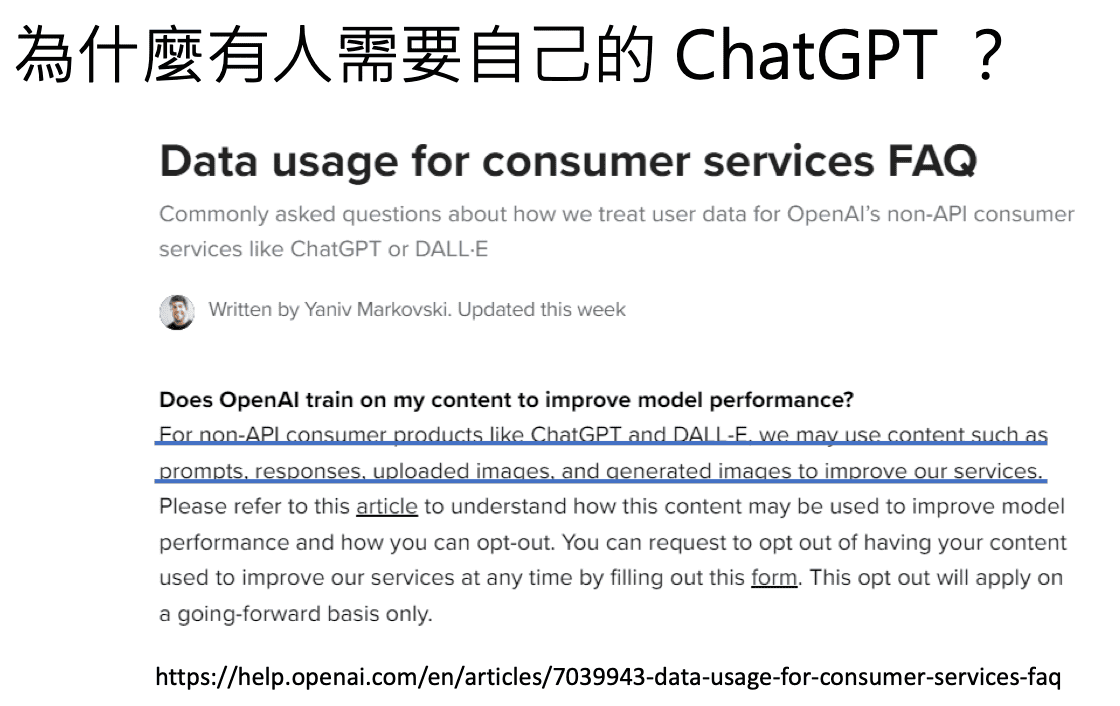 為什麼有人需要自己的 ChatGPT ？
Data usage for consumer services FAQ
Commonly asked questions about how we treat user data for OpenAI’s non-API consumer
services like ChatGPT or DALL·E
Written by Yaniv Markovski. Updated this week
Does OpenAI train on my content to improve model performance?
For non-API consumer products like ChatGPT and DALL-E, we may use content such as
prompts, responses, uploaded images, and generated images to improve our services.
Please refer to this article to understand how this content may be used to improve model
performance and how you can opt-out. You can request to opt out of having your content
used to improve our services at any time by filling out this form. This opt out will apply on
a going-forward basis only.
https://help.openai.com/en/articles/7039943-data-usage-for-consumer-services-faq